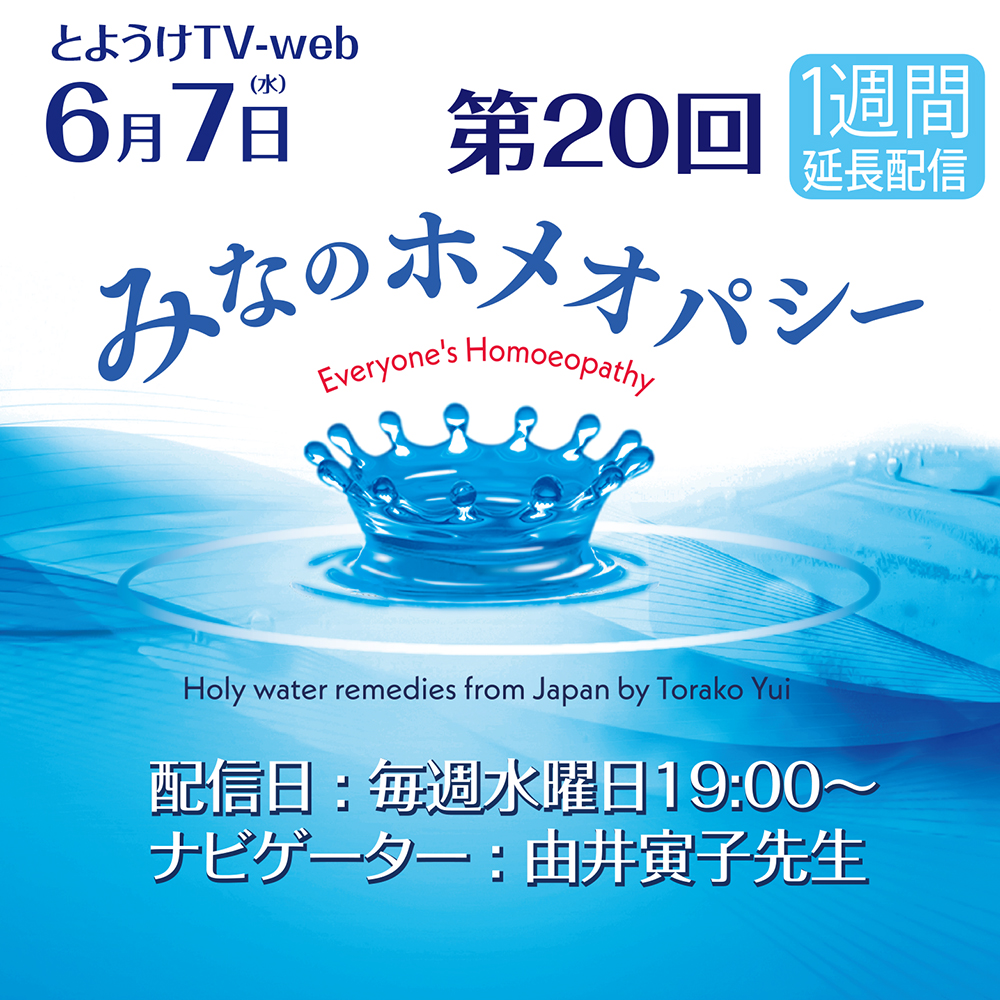 とようけTV-web
6月7日
(水)
第20回
1週間
延長配信
みなのホメオパシー
Everyone's Homoeopathy
Holy water remedies from Japan by Torako Yui
配信日：毎週水曜日19:00〜
ナビゲーター：由井寅子先生